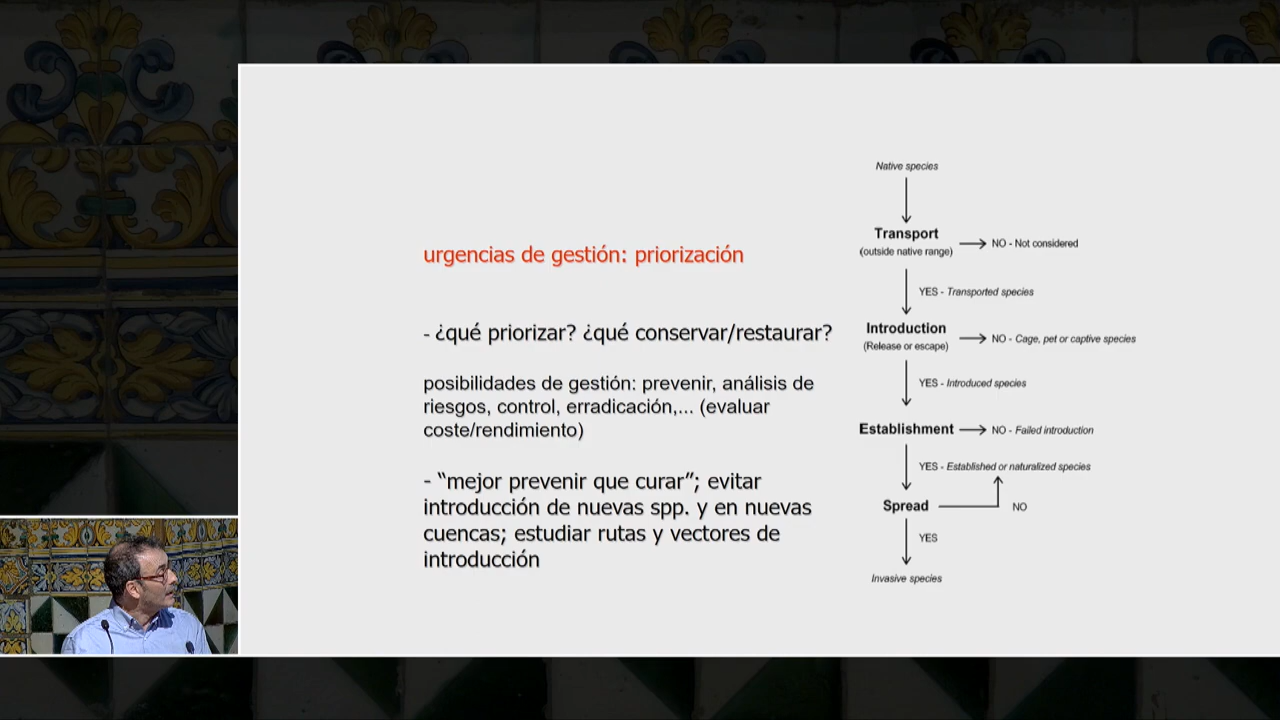 urgencias de gestión: priorización
- ¿qué priorizar? ¿qué conservar/restaurar?
posibilidades de gestión: prevenir, análisis de
riesgos, control, erradicación,... (evaluar
coste/rendimiento)
- “mejor prevenir que curar”; evitar
introducción de nuevas spp. y en nuevas
cuencas; estudiar rutas y vectores de
introducción
Native species
Transport
(outside native range)
NO - Not considered
YES - Transported species
Introduction
(Release or escape)
NO - Cage, pet or captive species
YES - Introduced species
Establishment
NO - Failed introduction
YES - Established or naturalized species
Spread
NO
YES
Invasive species